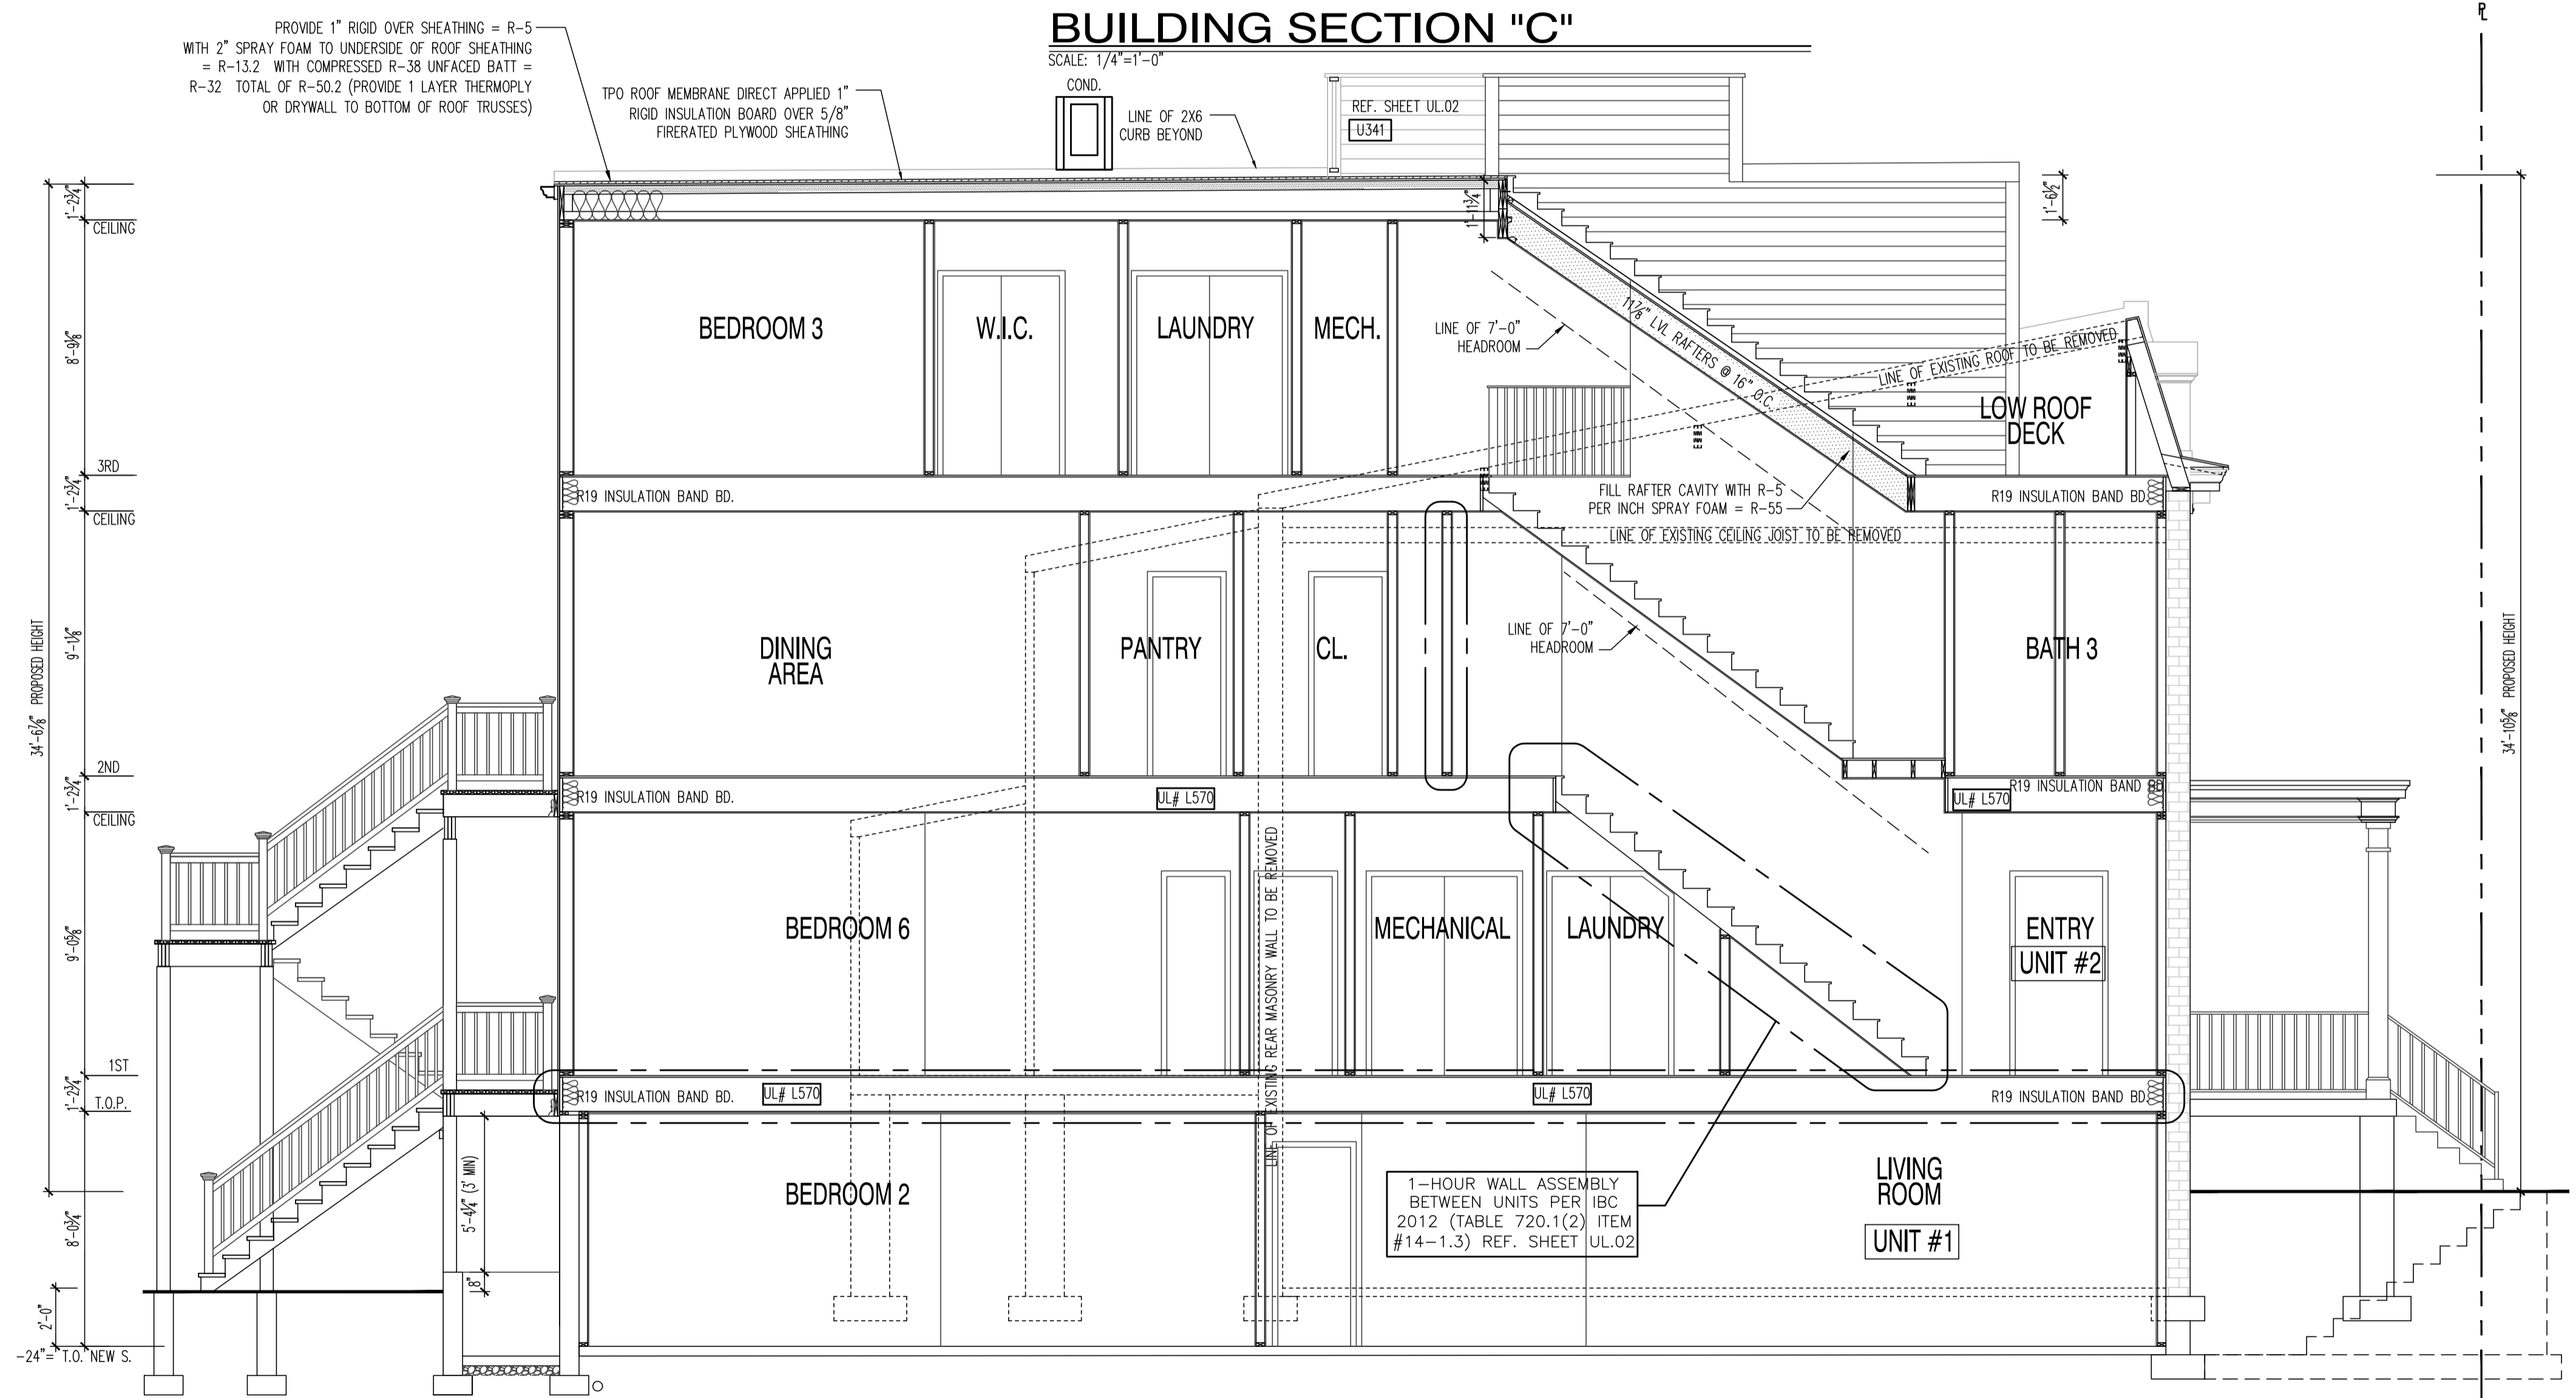 BUILDING SECTION "C"
SCALE: 1/4"=1'-0"
PROVIDE 1" RIGID OVER SHEATHING = R-5
WITH 2" SPRAY FOAM TO UNDERSIDE OF ROOF SHEATHING
= R-13.2 WITH COMPRESSED R-38 UNFACED BATT =
R-32 TOTAL OF R-50.2 (PROVIDE 1 LAYER THERMOPLY
OR DRYWALL TO BOTTOM OF ROOF TRUSSES)
TPO ROOF MEMBRANE DIRECT APPLIED 1"
RIGID INSULATION BOARD OVER 5/8"
FIRERATED PLYWOOD SHEATHING
COND.
LINE OF 2X6
CURB BEYOND
REF. SHEET UL.02
U341
PL
1'-2¾"
CEILING
8'-9⅛"
3RD
1'-2¾"
CEILING
9'-1⅛"
2ND
1'-2¾"
CEILING
9'-0⅝"
1ST
1'-2¾"
T.O.P.
8'-0¾"
2'-0"
-24"= T.O. NEW S.
34'-6⅞" PROPOSED HEIGHT
1'-11¾"
1'-6½"
34'-10⅝" PROPOSED HEIGHT
BEDROOM 3
W.I.C.
LAUNDRY
MECH.
LINE OF 7'-0"
HEADROOM
11⅞" LVL RAFTERS @ 16" O.C.
LINE OF EXISTING ROOF TO BE REMOVED
LOW ROOF
DECK
R19 INSULATION BAND BD.
FILL RAFTER CAVITY WITH R-5
PER INCH SPRAY FOAM = R-55
R19 INSULATION BAND BD.
LINE OF EXISTING CEILING JOIST TO BE REMOVED
DINING
AREA
PANTRY
CL.
LINE OF 7'-0"
HEADROOM
BATH 3
R19 INSULATION BAND BD.
UL# L570
R19 INSULATION BAND BD.
UL# L570
BEDROOM 6
LINE OF EXISTING REAR MASONRY WALL TO BE REMOVED
MECHANICAL
LAUNDRY
ENTRY
UNIT #2
R19 INSULATION BAND BD.
UL# L570
UL# L570
R19 INSULATION BAND BD.
5'-4¼" (3' MIN)
8"
BEDROOM 2
1-HOUR WALL ASSEMBLY
BETWEEN UNITS PER IBC
2012 (TABLE 720.1(2) ITEM
#14-1.3) REF. SHEET UL.02
LIVING
ROOM
UNIT #1